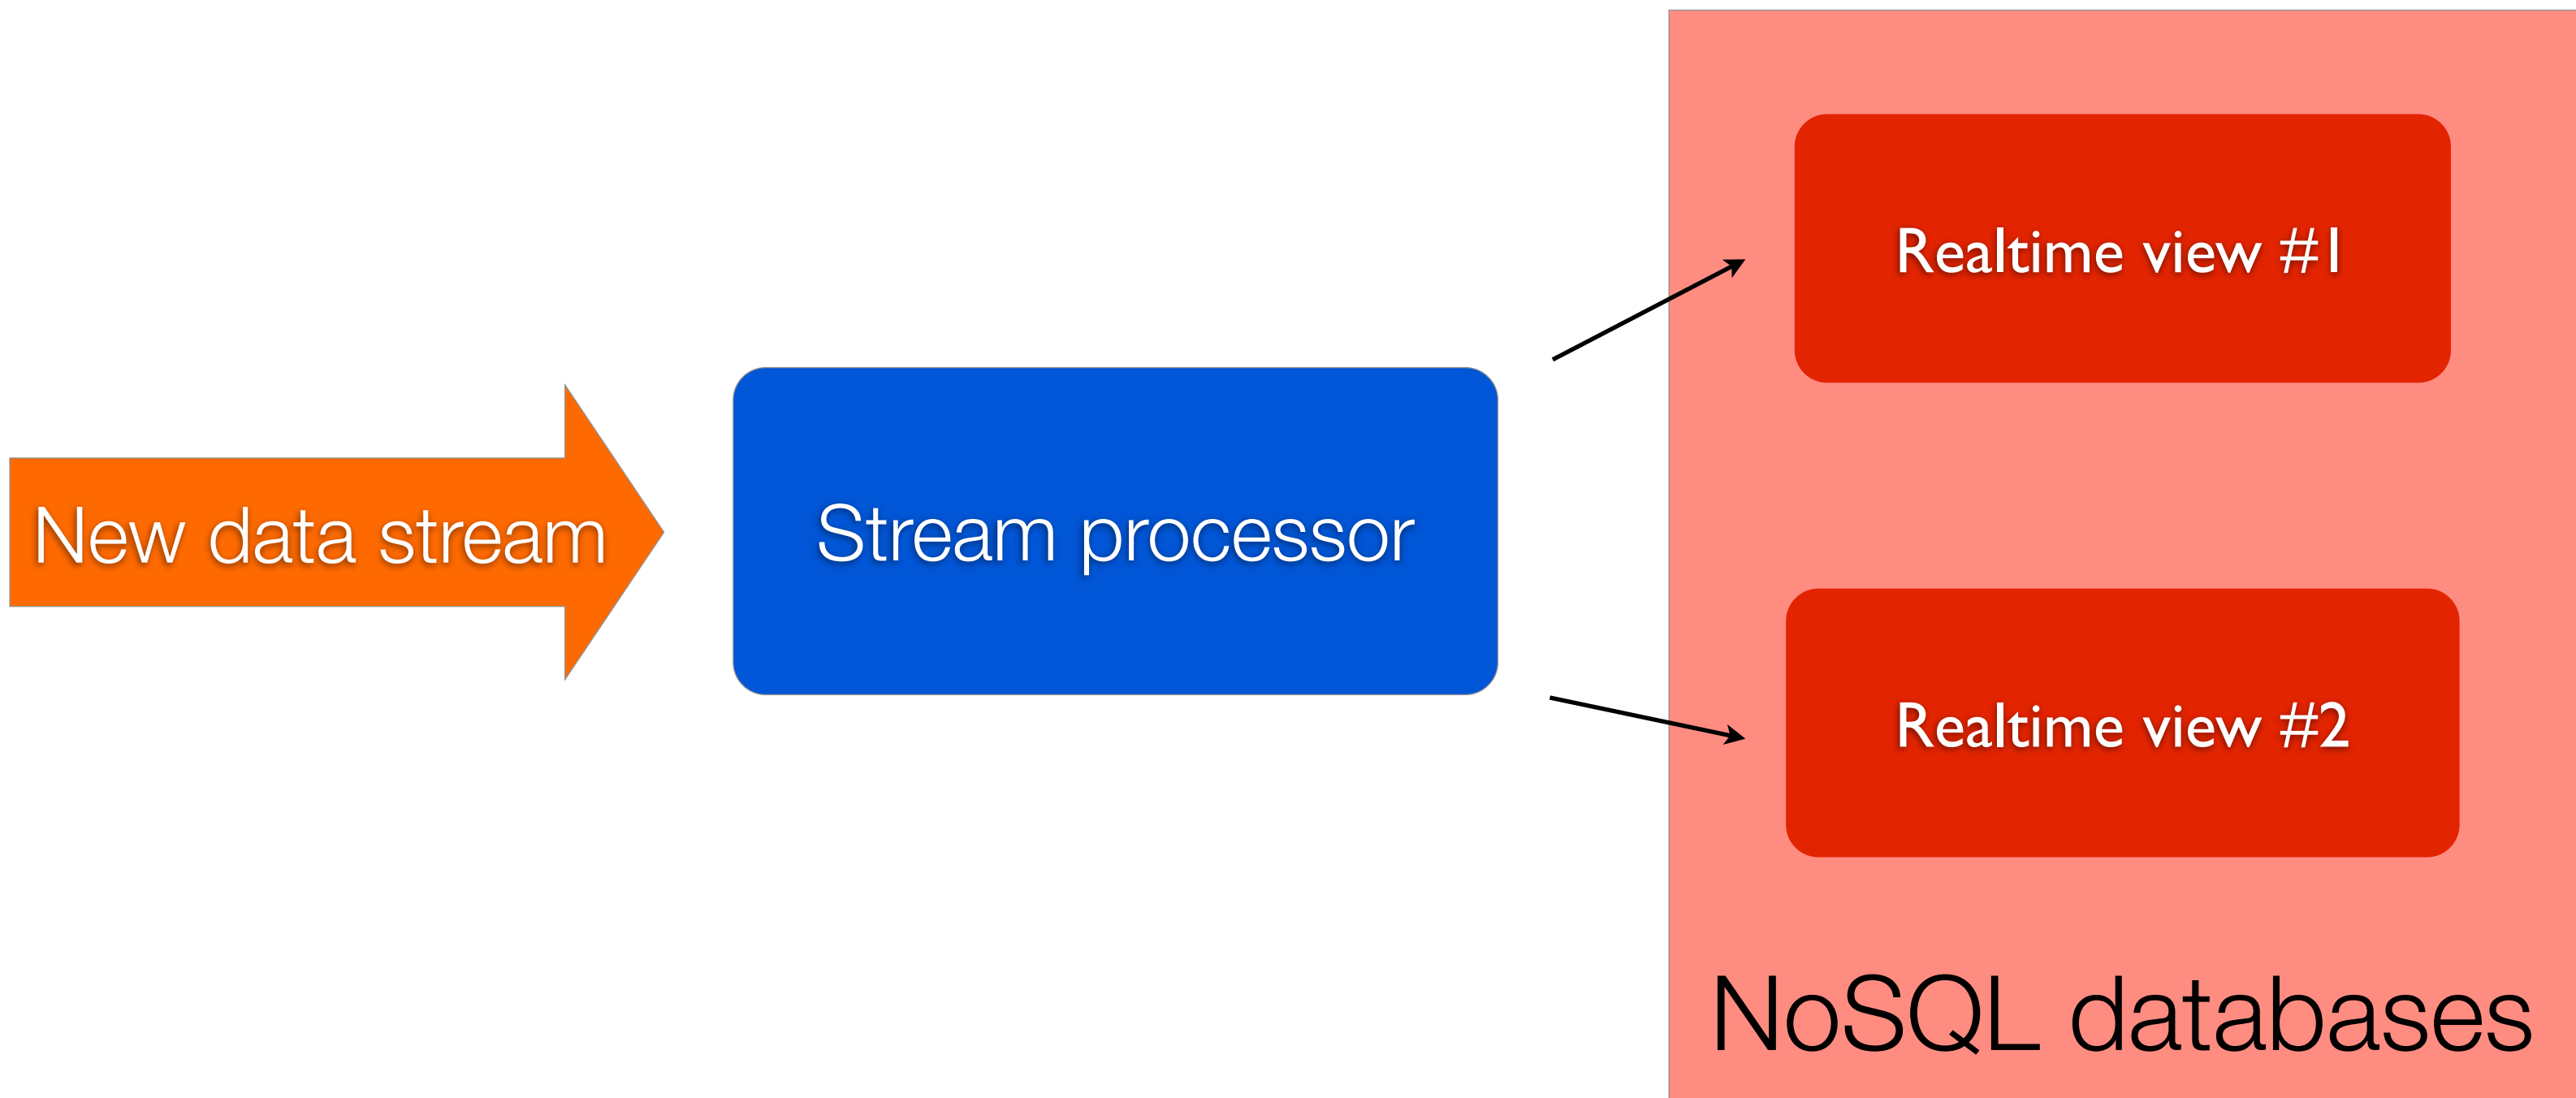 New data stream
Stream processor
Realtime view #1
Realtime view #2
NoSQL databases